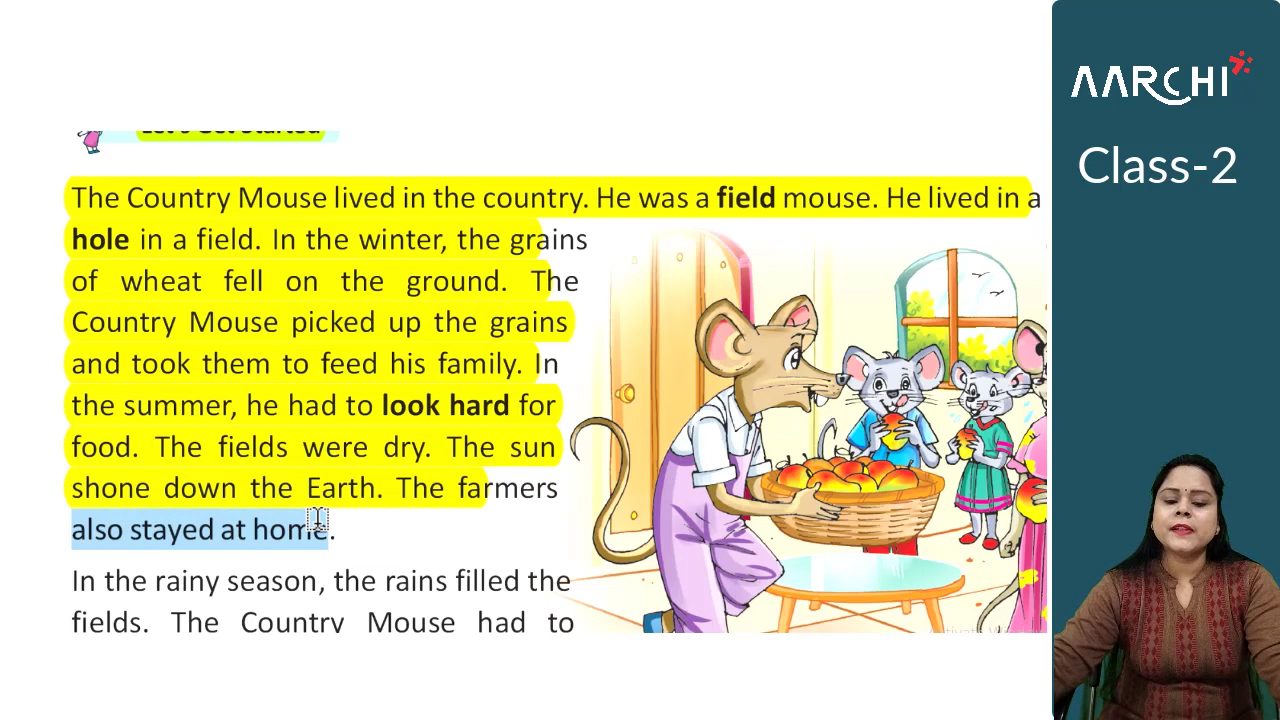 Let's Get Started
The Country Mouse lived in the country. He was a field mouse. He lived in a
hole in a field. In the winter, the grains
of wheat fell on the ground. The
Country Mouse picked up the grains
and took them to feed his family. In
the summer, he had to look hard for
food. The fields were dry. The sun
shone down the Earth. The farmers
also stayed at home.
In the rainy season, the rains filled the
fields. The Country Mouse had to
AARCHI
Class-2